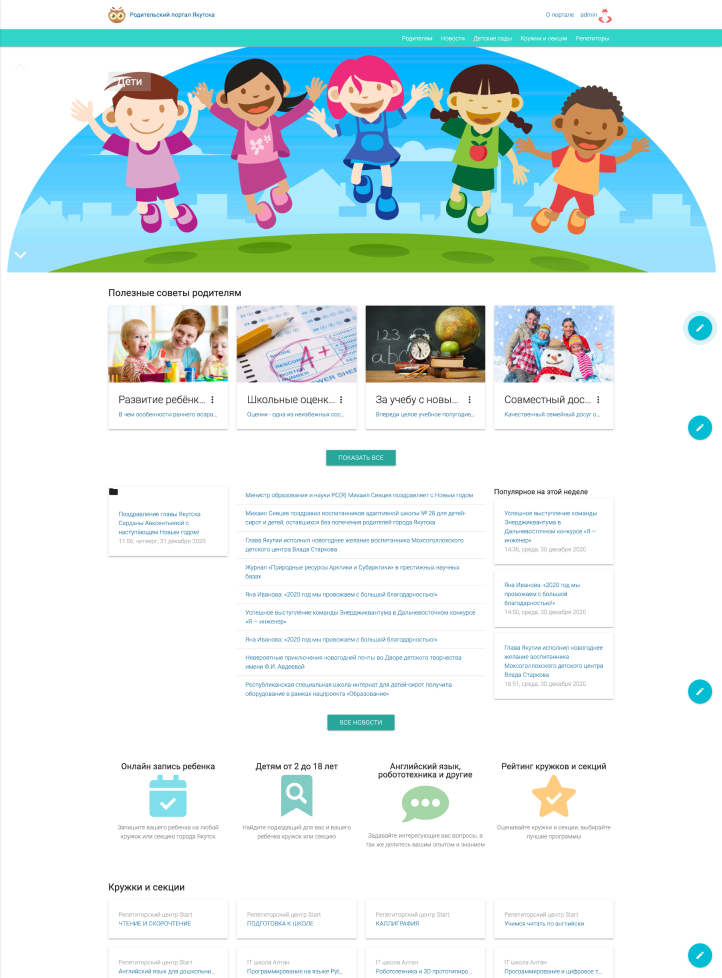 Родительский портал Якутска
О портале admin
Родителям Новости Детские сады Кружки и секции Репетиторы
Дети
Полезные советы родителям
123
abc
A+
Развитие ребёнк...
В чем особенности раннего возра...
Школьные оценк...
Оценки - одна из неизбежных сос...
За учебу с новы...
Впереди целое учебное полугодие...
Совместный дос...
Качественный семейный досуг о...
ПОКАЗАТЬ ВСЕ
Поздравление главы Якутска
Сарданы Авксентьевой с
наступающим Новым годом!
11:56, четверг, 31 декабря 2020
Министр образования и науки РС(Я) Михаил Сивцев поздравляет с Новым годом
Михаил Сивцев поздравил воспитанников адаптивной школы № 28 для детей-
сирот и детей, оставшихся без попечения родителей города Якутска
Глава Якутии исполнил новогоднее желание воспитанника Мохсоголлохского
детского центра Влада Старкова
Журнал «Природные ресурсы Арктики и Субарктики» в престижных научных
базах
Яна Иванова: «2020 год мы провожаем с большой благодарностью!»
Успешное выступление команды Энерджиквантума в Дальневосточном конкурсе
«Я — инженер»
Яна Иванова: «2020 год мы провожаем с большой благодарностью!»
Невероятные приключения новогодней почты во Дворе детского творчества
имени Ф.И. Авдеевой
Республиканская специальная школа-интернат для детей-сирот получила
оборудование в рамках нацпроекта «Образование»
ВСЕ НОВОСТИ
Популярное на этой неделе
Успешное выступление команды
Энерджиквантума в
Дальневосточном конкурсе «Я —
инженер»
14:38, среда, 30 декабря 2020
Яна Иванова: «2020 год мы
провожаем с большой
благодарностью!»
14:50, среда, 30 декабря 2020
Глава Якутии исполнил новогоднее
желание воспитанника
Мохсоголлохского детского центра
Влада Старкова
16:51, среда, 30 декабря 2020
Онлайн запись ребенка
Запишите вашего ребенка на любой
кружок или секцию города Якутск
Детям от 2 до 18 лет
Найдите подходящий для вас и вашего
ребенка кружок или секцию
Английский язык,
робототехника и другие
Задавайте интересующие вас вопросы, а
так же делитесь вашим опытом и знанием
Рейтинг кружков и секций
Оценивайте кружки и секции, выбирайте
лучшие программы
Кружки и секции
Репетиторский центр Start
ЧТЕНИЕ И СКОРОЧТЕНИЕ
Репетиторский центр Start
ПОДГОТОВКА К ШКОЛЕ
Репетиторский центр Start
КАЛЛИГРАФИЯ
Репетиторский центр Start
Учимся читать по английски
Репетиторский центр Start
Английский язык для дошкольни...
IT школа Алтан
Программирование на языке Pyt...
IT школа Алтан
Робототехника и 3D прототипиро...
IT школа Алтан
Программирование и цифровое т...